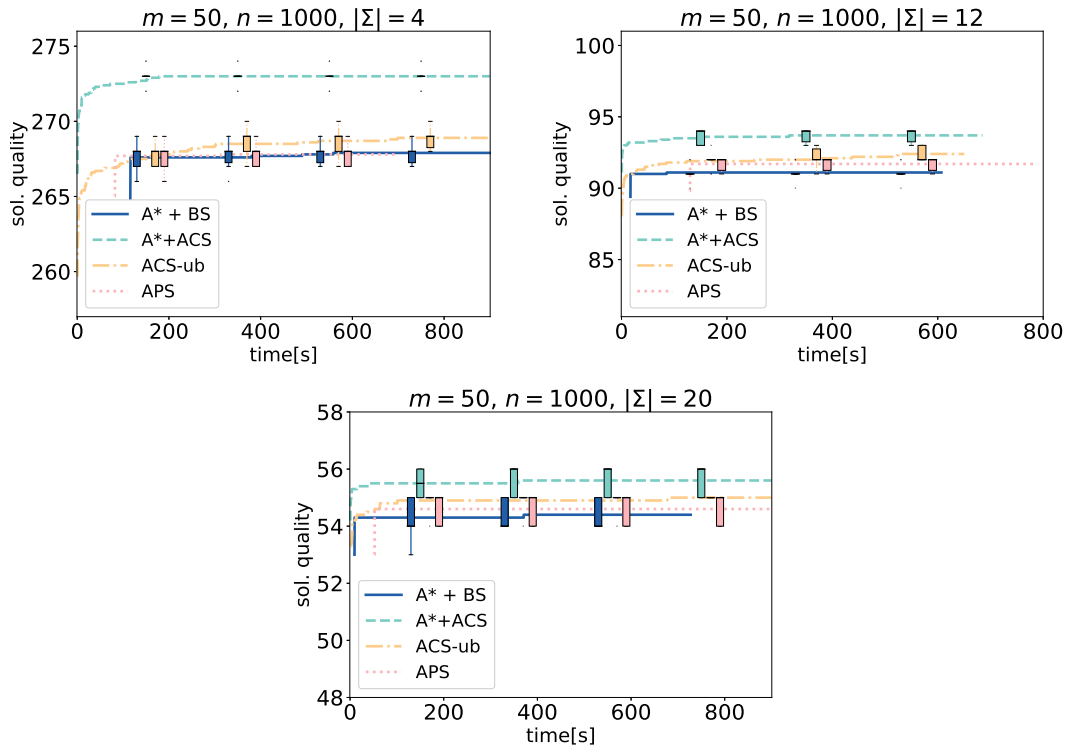 m = 50, n = 1000, |Σ| = 4
275
270
265
260
sol. quality
A* + BS
A*+ACS
ACS-ub
APS
0 200 400 600 800
time[s]
m = 50, n = 1000, |Σ| = 12
100
95
90
85
sol. quality
A* + BS
A*+ACS
ACS-ub
APS
0 200 400 600 800
time[s]
m = 50, n = 1000, |Σ| = 20
58
56
54
52
50
48
sol. quality
A* + BS
A*+ACS
ACS-ub
APS
0 200 400 600 800
time[s]